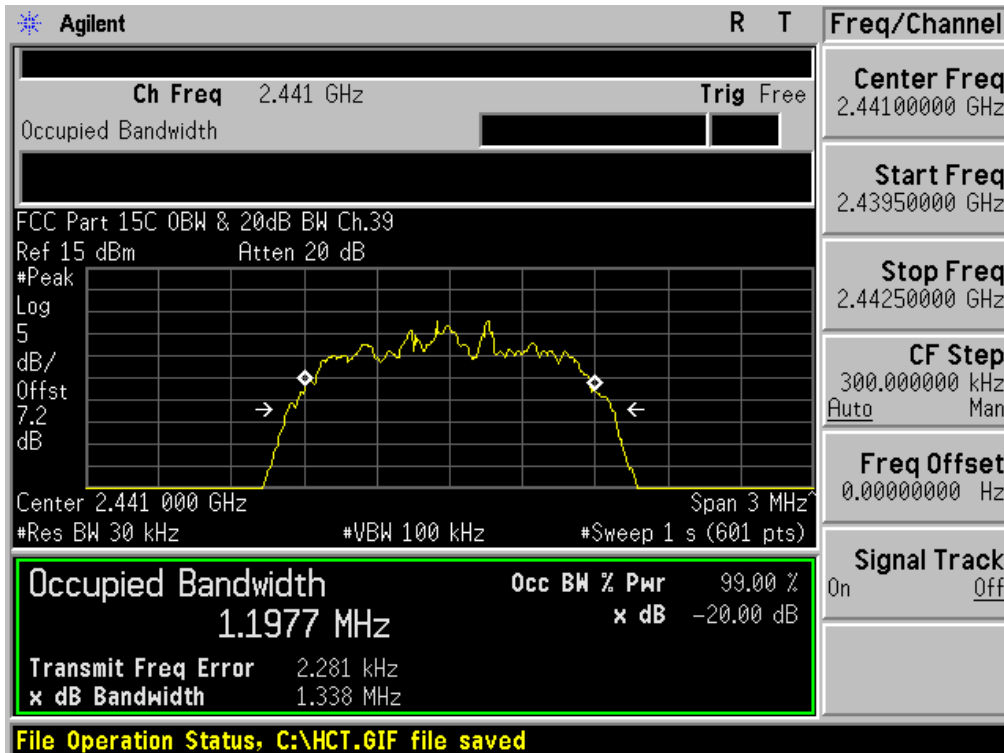 Agilent R T Freq/Channel
Ch Freq 2.441 GHz Trig Free
Occupied Bandwidth
Center Freq
2.44100000 GHz
Start Freq
2.43950000 GHz
Stop Freq
2.44250000 GHz
CF Step
300.000000 kHz
Auto Man
Freq Offset
0.00000000 Hz
Signal Track
On Off
FCC Part 15C OBW & 20dB BW Ch.39
Ref 15 dBm Atten 20 dB
#Peak
Log
5
dB/
Offst
7.2
dB
Center 2.441 000 GHz Span 3 MHz^
#Res BW 30 kHz #VBW 100 kHz #Sweep 1 s (601 pts)
Occupied Bandwidth Occ BW % Pwr 99.00 %
1.1977 MHz x dB -20.00 dB
Transmit Freq Error 2.281 kHz
x dB Bandwidth 1.338 MHz
File Operation Status, C:\HCT.GIF file saved